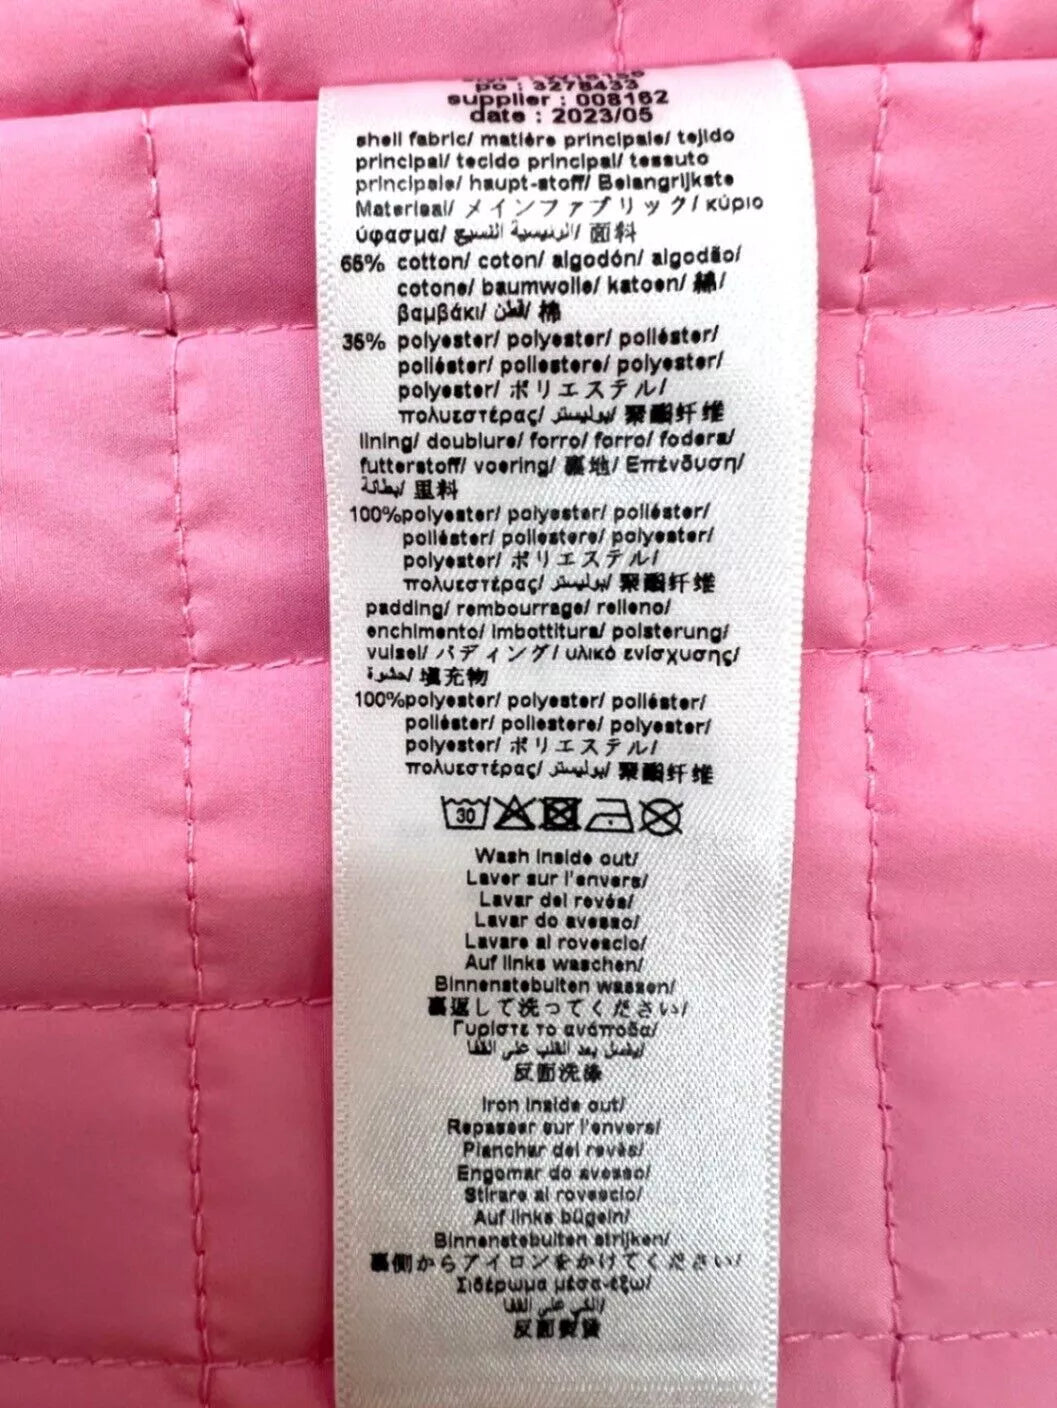 po : 3278433
supplier : 008162
date : 2023/05
shell fabric/ matière principale/ tejido
principal/ tecido principal/ tessuto
principale/ haupt-stoff/ Belangrijkste
Materiaal/ メインファブリック/ κύριο
ύφασμα/ الرئيسية النسيج/ 面料
65% cotton/ coton/ algodón/ algodão/
cotone/ baumwolle/ katoen/ 綿/
βαμβάκι/ قطن/ 棉
35% polyester/ polyester/ poliéster/
poliéster/ poliestere/ polyester/
polyester/ ポリエステル/
πολυεστέρας/ بوليستر/ 聚酯纤维
lining/ doublure/ forro/ forro/ fodera/
futterstoff/ voering/ 裏地/ Επένδυση/
بطانة/ 里料
100%polyester/ polyester/ poliéster/
poliéster/ poliestere/ polyester/
polyester/ ポリエステル/
πολυεστέρας/ بوليستر/ 聚酯纤维
padding/ rembourrage/ relleno/
enchimento/ imbottitura/ polsterung/
vulsel/ パディング/ υλικό ενίσχυσης/
حشوة/ 填充物
100%polyester/ polyester/ poliéster/
poliéster/ poliestere/ polyester/
polyester/ ポリエステル/
πολυεστέρας/ بوليستر/ 聚酯纤维
30
Wash inside out/
Laver sur l'envers/
Lavar del revés/
Lavar do avesso/
Lavare al rovescio/
Auf links waschen/
Binnenstebuiten wassen/
裏返して洗ってください/
Γυρίστε το ανάποδα/
يغسل بعد القلب على القفا/
反面洗涤
Iron inside out/
Repasser sur l'envers/
Planchar del revés/
Engomar do avesso/
Stirare al rovescio/
Auf links bügeln/
Binnenstebuiten strijken/
裏側からアイロンをかけてください/
Σιδέρωμα μέσα-έξω/
الكي على القفا/
反面熨烫